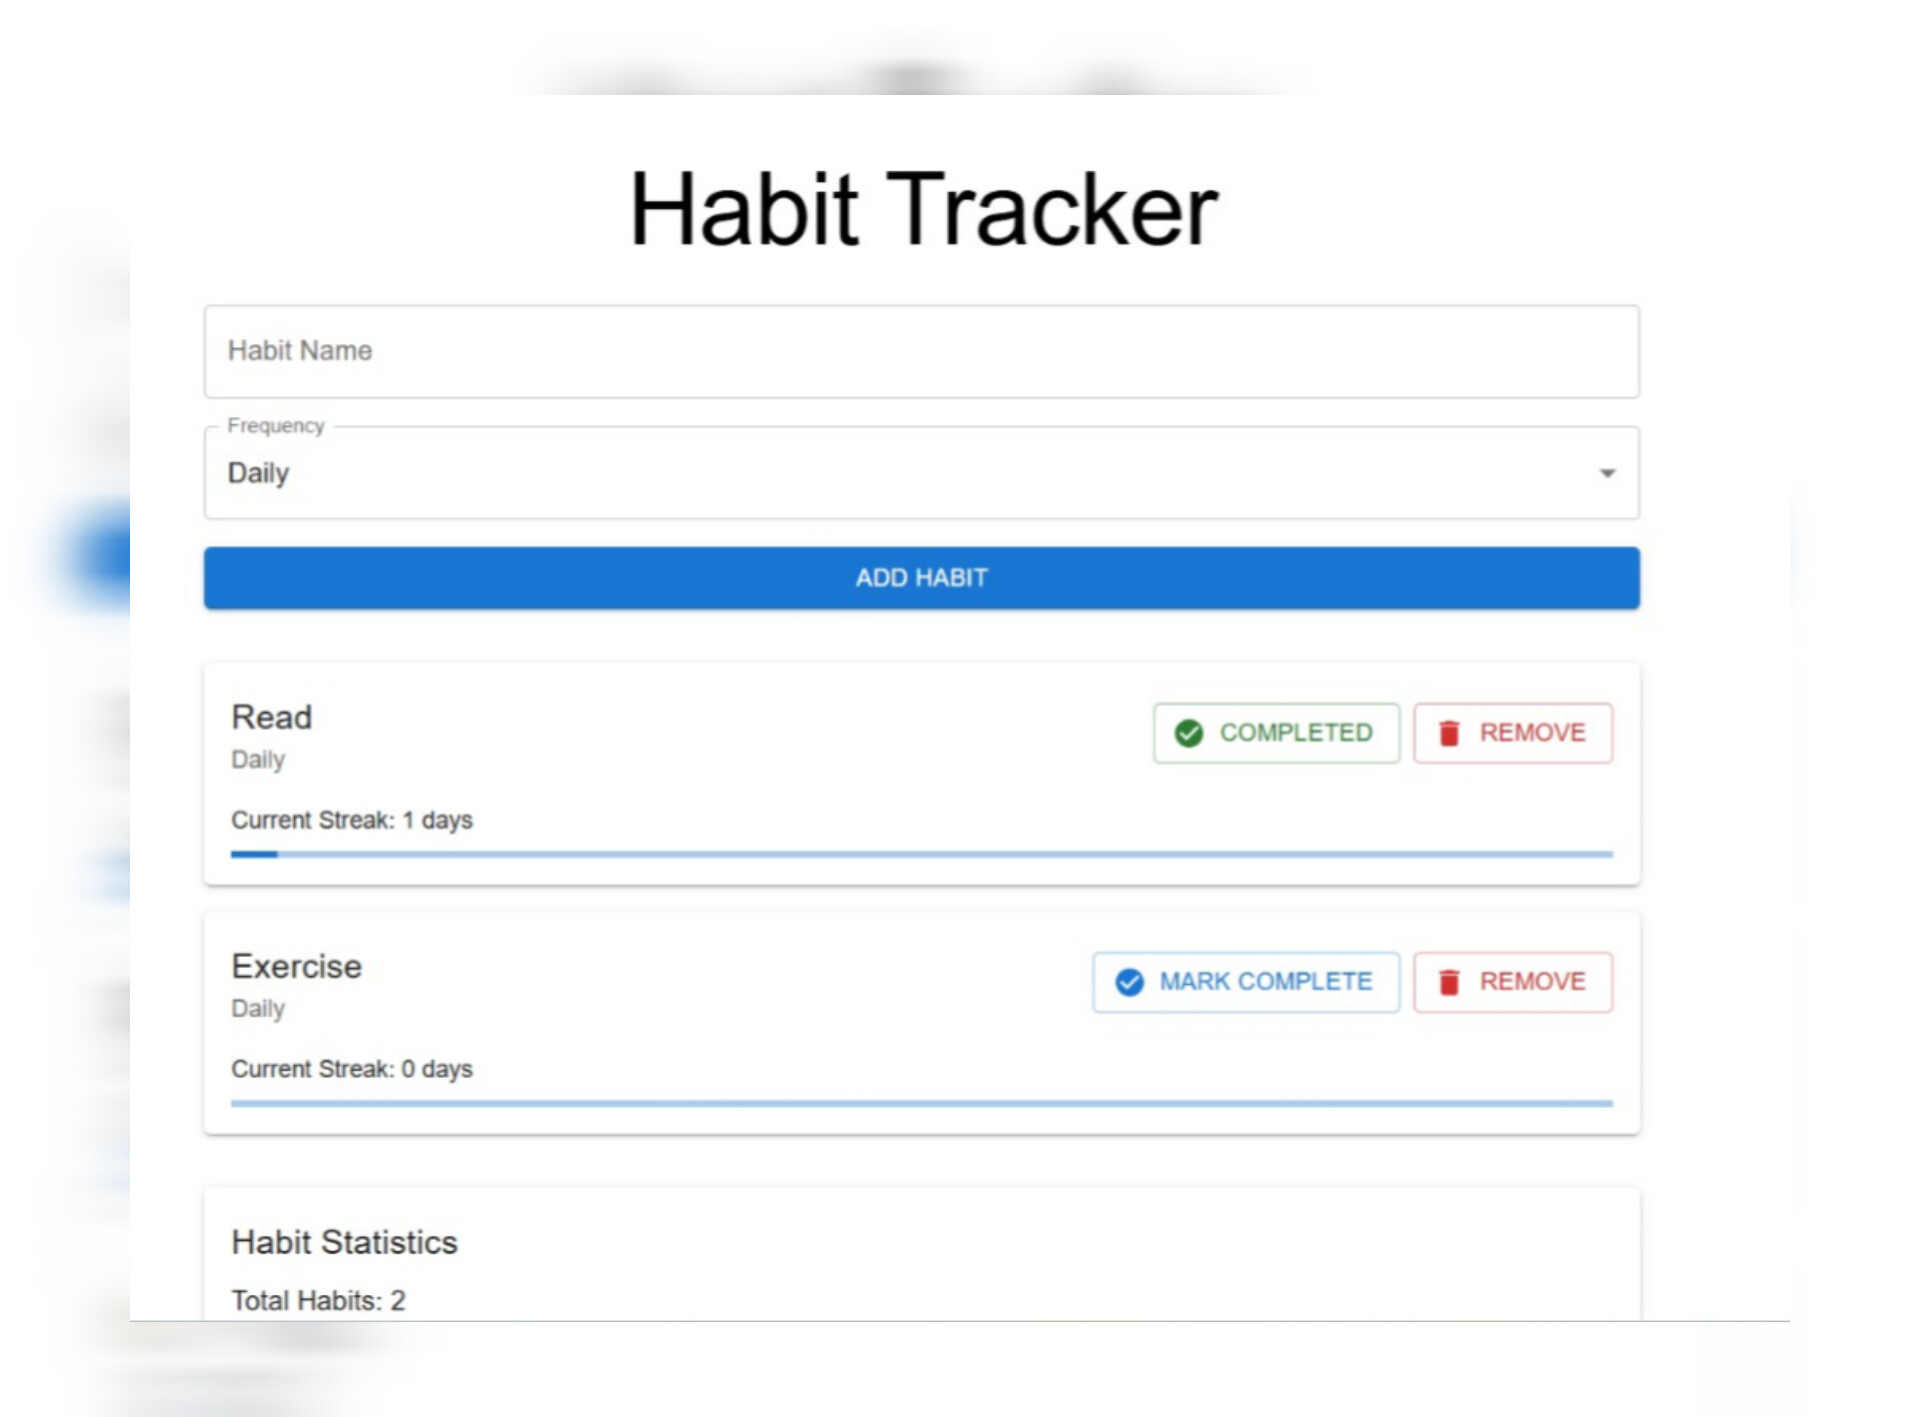 Habit Tracker
Habit Name
Frequency
Daily
ADD HABIT
Read
COMPLETED
REMOVE
Daily
Current Streak: 1 days
Exercise
MARK COMPLETE
REMOVE
Daily
Current Streak: 0 days
Habit Statistics
Total Habits: 2